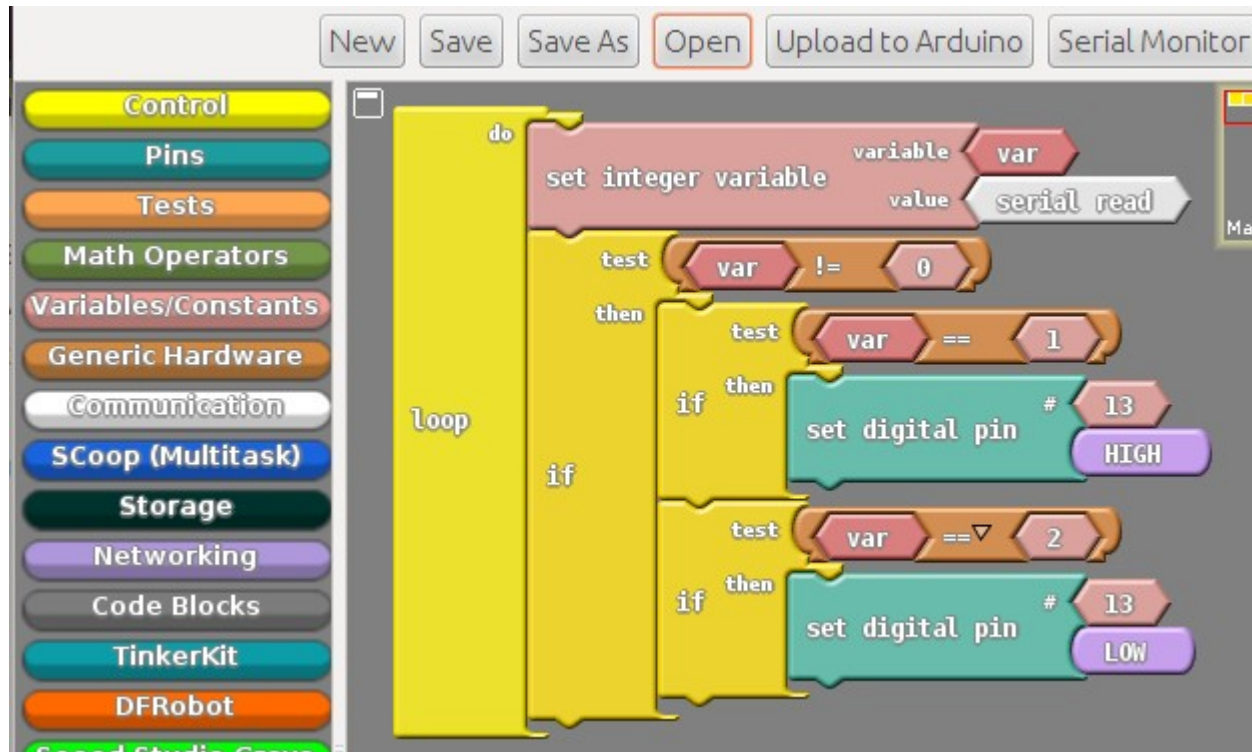 New Save Save As Open Upload to Arduino Serial Monitor
Control
Pins
Tests
Math Operators
Variables/Constants
Generic Hardware
Communication
SCoop (Multitask)
Storage
Networking
Code Blocks
TinkerKit
DFRobot
loop
do
set integer variable
variable var
value serial read
if
test var != 0
then
if
test var == 1
then
set digital pin
# 13
HIGH
if
test var == 2
then
set digital pin
# 13
LOW
Ma